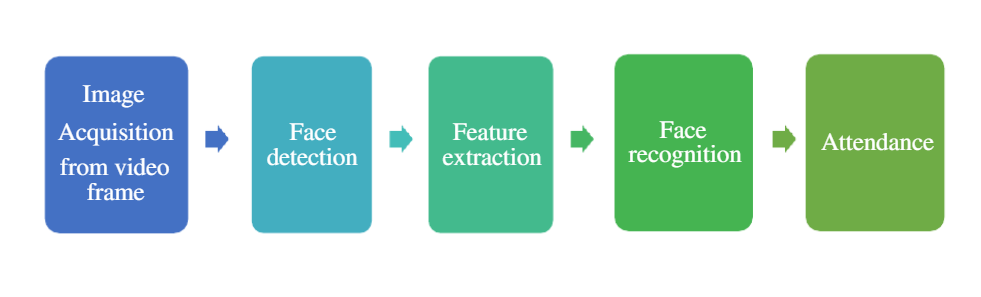 Image
Acquisition
from video
frame
Face
detection
Feature
extraction
Face
recognition
Attendance